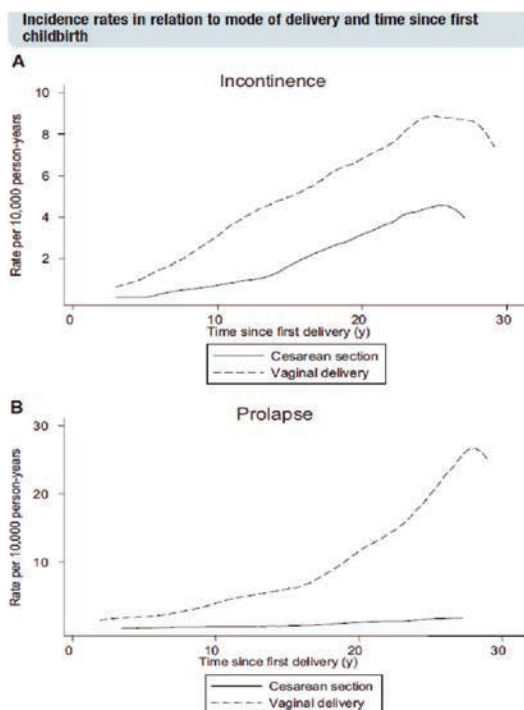 Incidence rates in relation to mode of delivery and time since first
childbirth
A
Incontinence
Rate per 10,000 person-years
10
8
6
4
2
0
10
20
30
Time since first delivery (y)
Cesarean section
Vaginal delivery
B
Prolapse
Rate per 10,000 person-years
30
20
10
0
10
20
30
Time since first delivery (y)
Cesarean section
Vaginal delivery